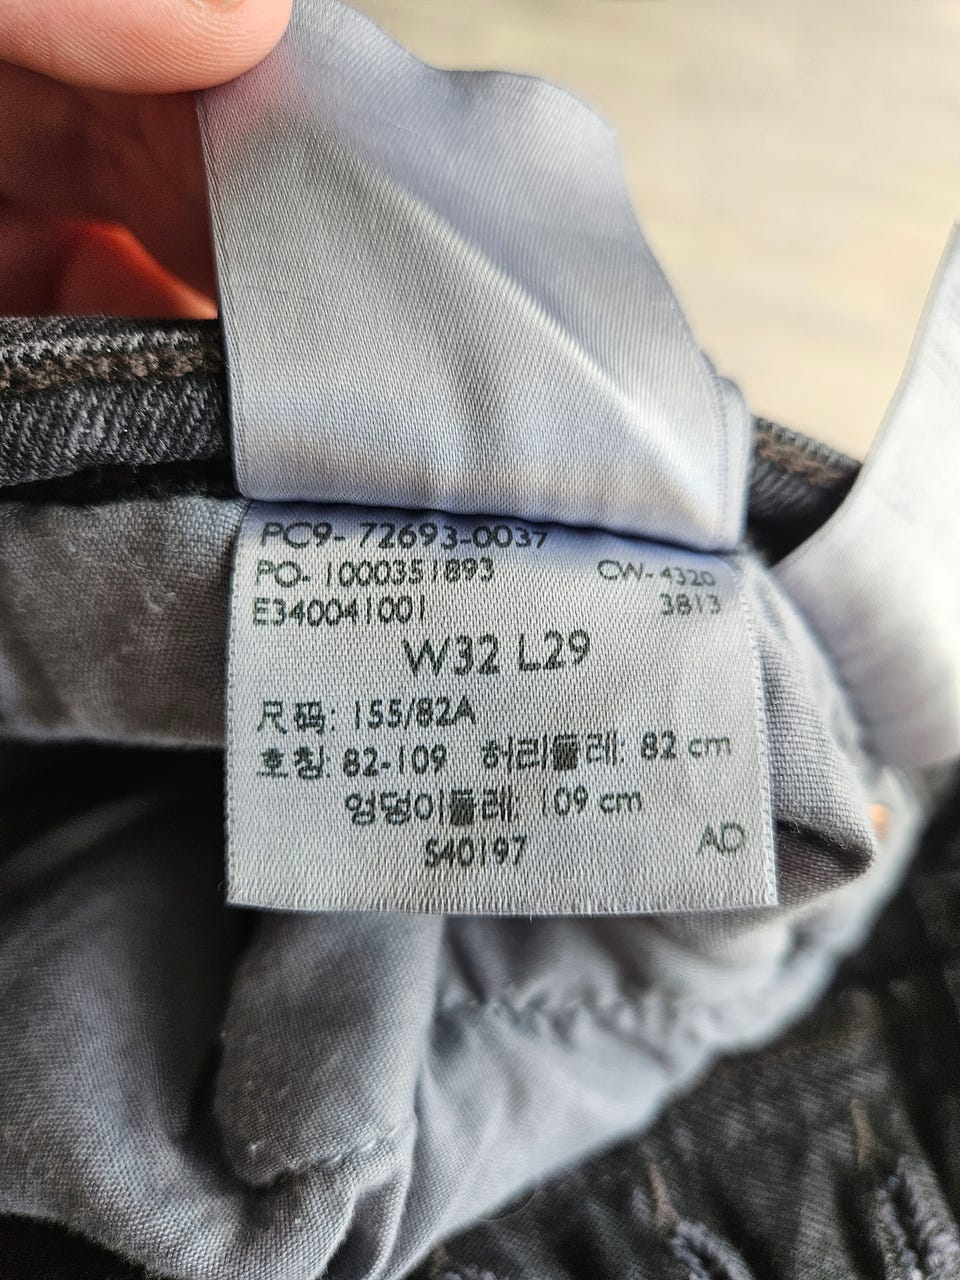 PC9- 72693-0037
PO- 1000351893 CW- 4320
E340041001 3813
W32 L29
尺码: 155/82A
호칭: 82-109 허리둘레: 82 cm
엉덩이둘레: 109 cm
S40197 AD